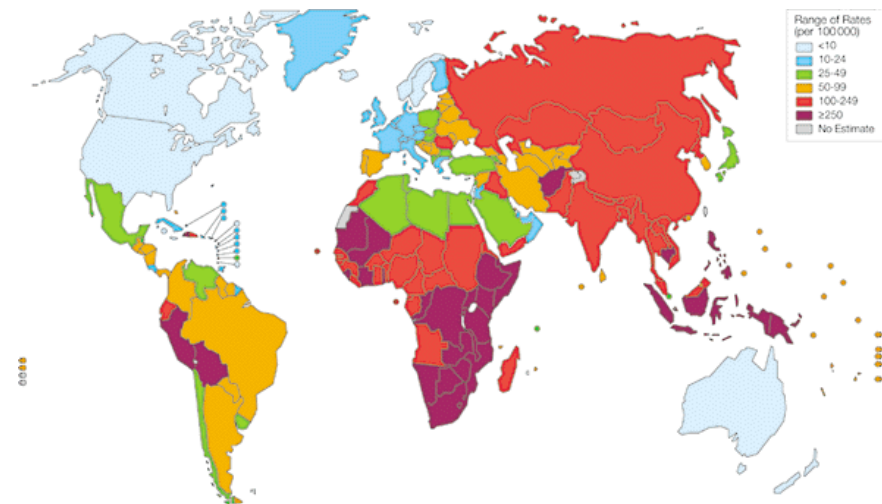 Range of Rates
(per 100 000)
<10
10-24
25-49
50-99
100-249
≥250
No Estimate